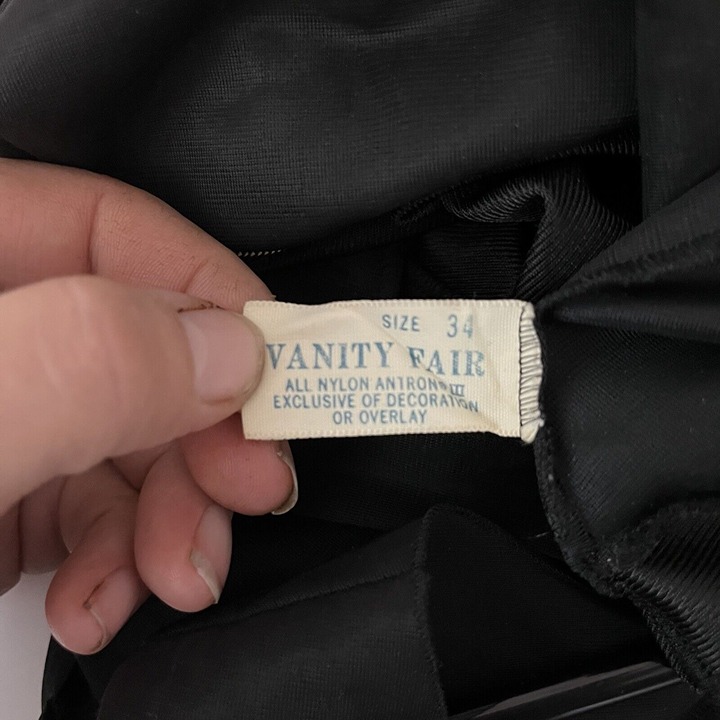 SIZE 34
VANITY FAIR
ALL NYLON ANTRON® III
EXCLUSIVE OF DECORATION
OR OVERLAY